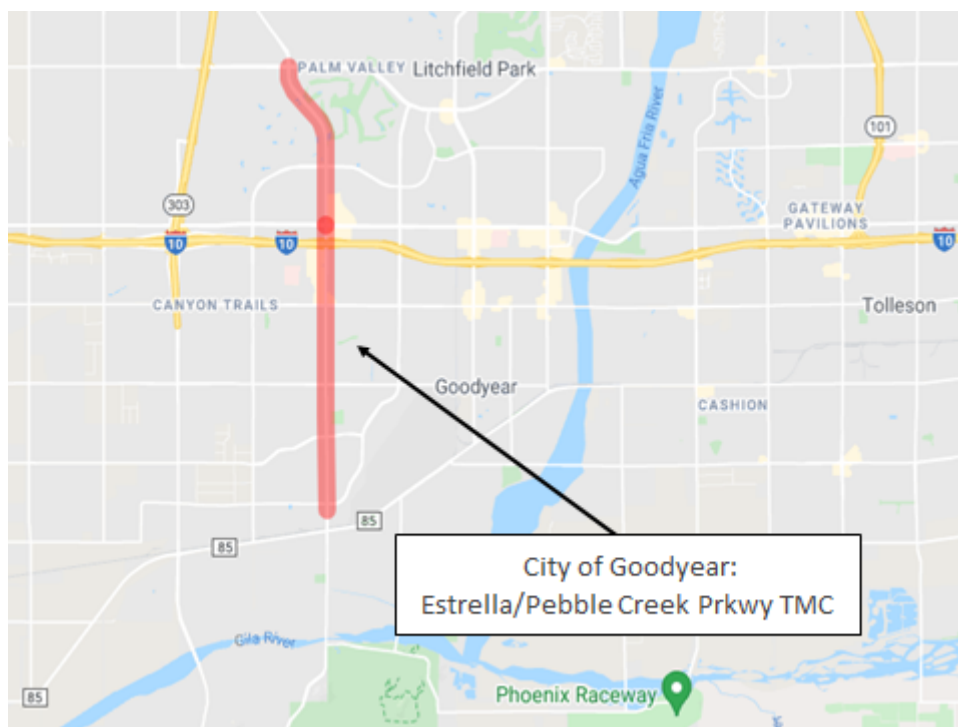 PALM VALLEY
Litchfield Park
Agua Fria River
101
303
GATEWAY
PAVILIONS
10
10
10
CANYON TRAILS
Tolleson
Goodyear
CASHION
85
85
City of Goodyear:
Estrella/Pebble Creek Prkwy TMC
Gila River
85
Phoenix Raceway